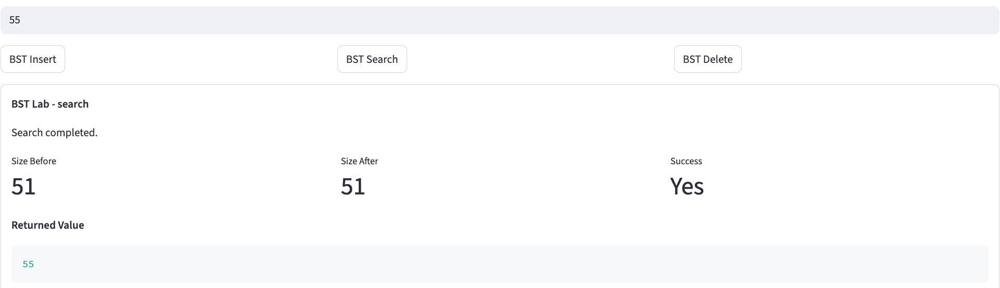 55
BST Insert BST Search BST Delete
BST Lab - search
Search completed.
Size Before Size After Success
51 51 Yes
Returned Value
55